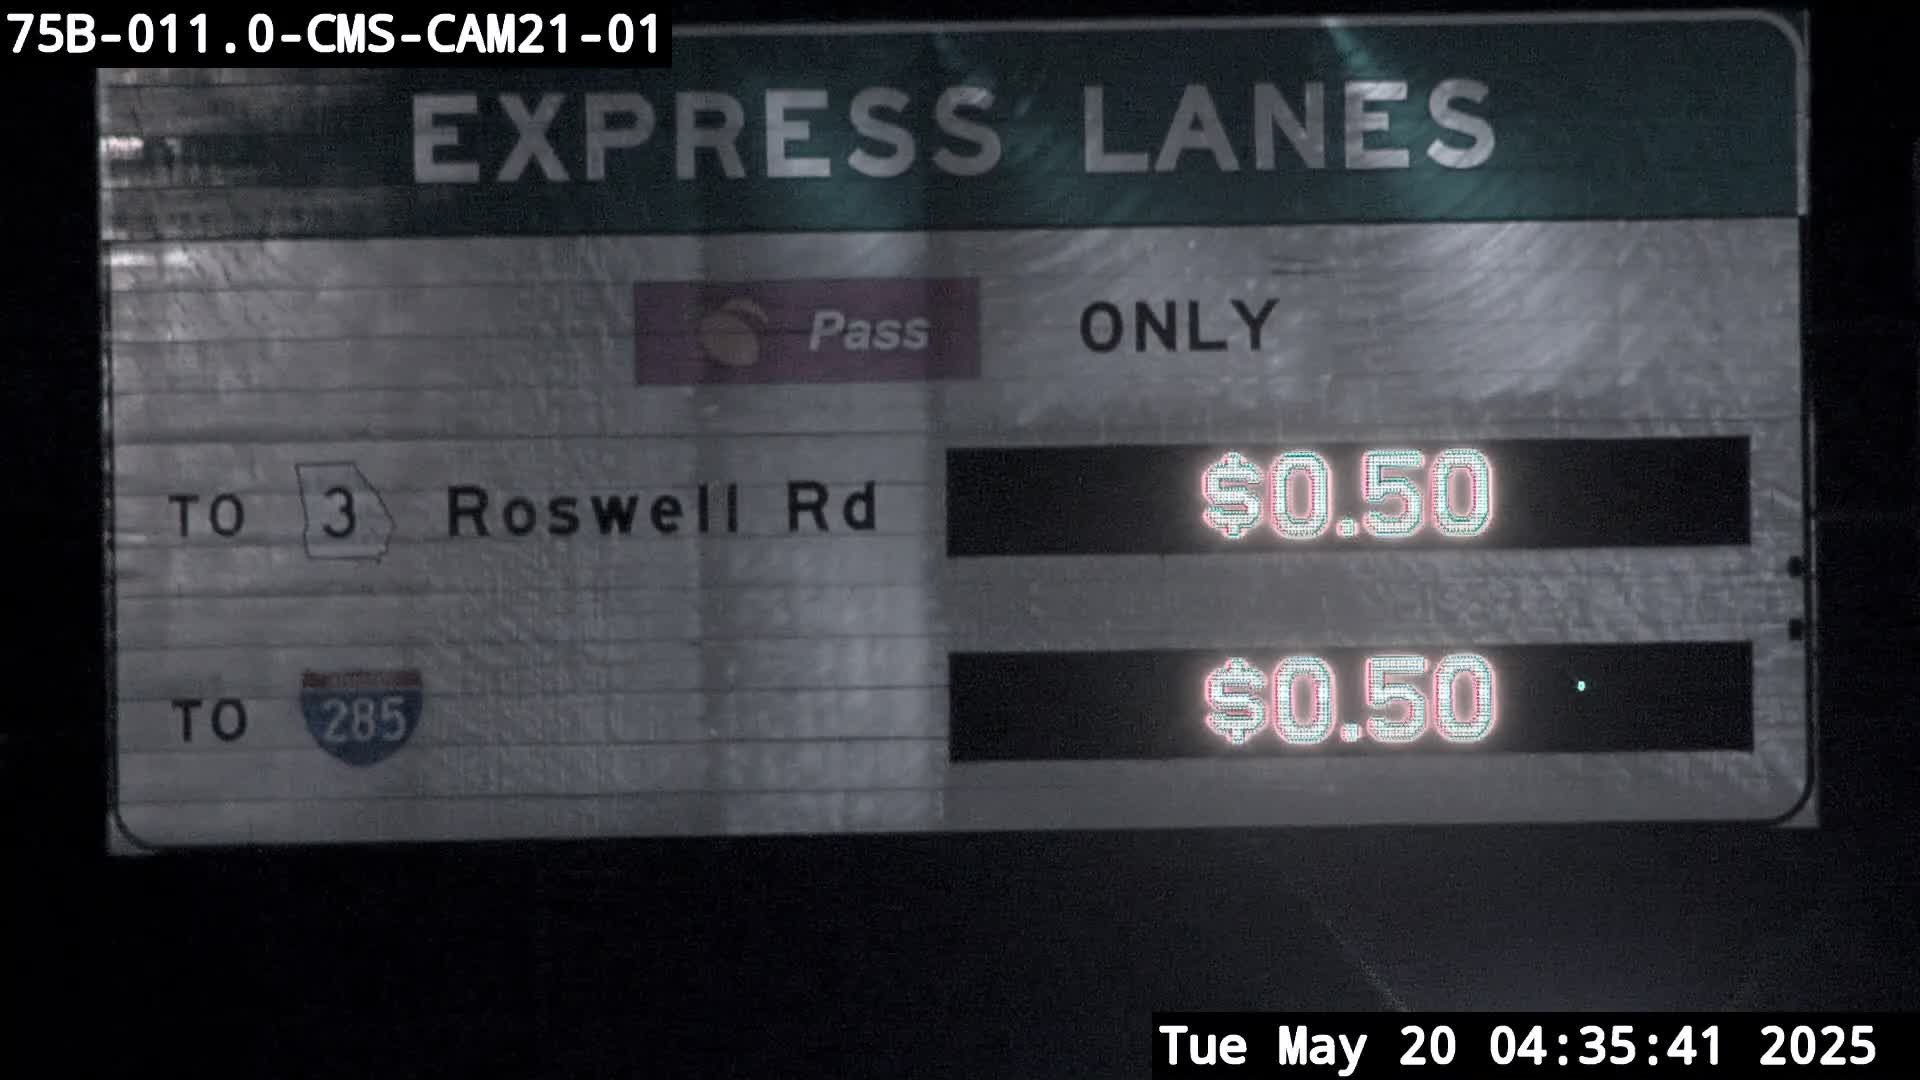 75B-011.0-CMS-CAM21-01
EXPRESS LANES
Pass ONLY
TO 3 Roswell Rd $0.50
TO 285 $0.50
Tue May 20 04:35:41 2025